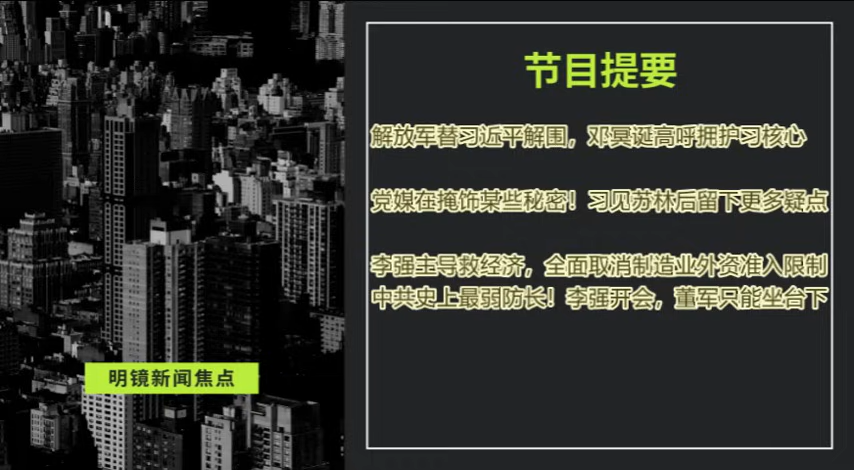 节目提要
解放军替习近平解围，邓冥诞高呼拥护习核心
党媒在掩饰某些秘密！习见苏林后留下更多疑点
李强主导救经济，全面取消制造业外资准入限制
中共史上最弱防长！李强开会，董军只能坐台下
明镜新闻焦点